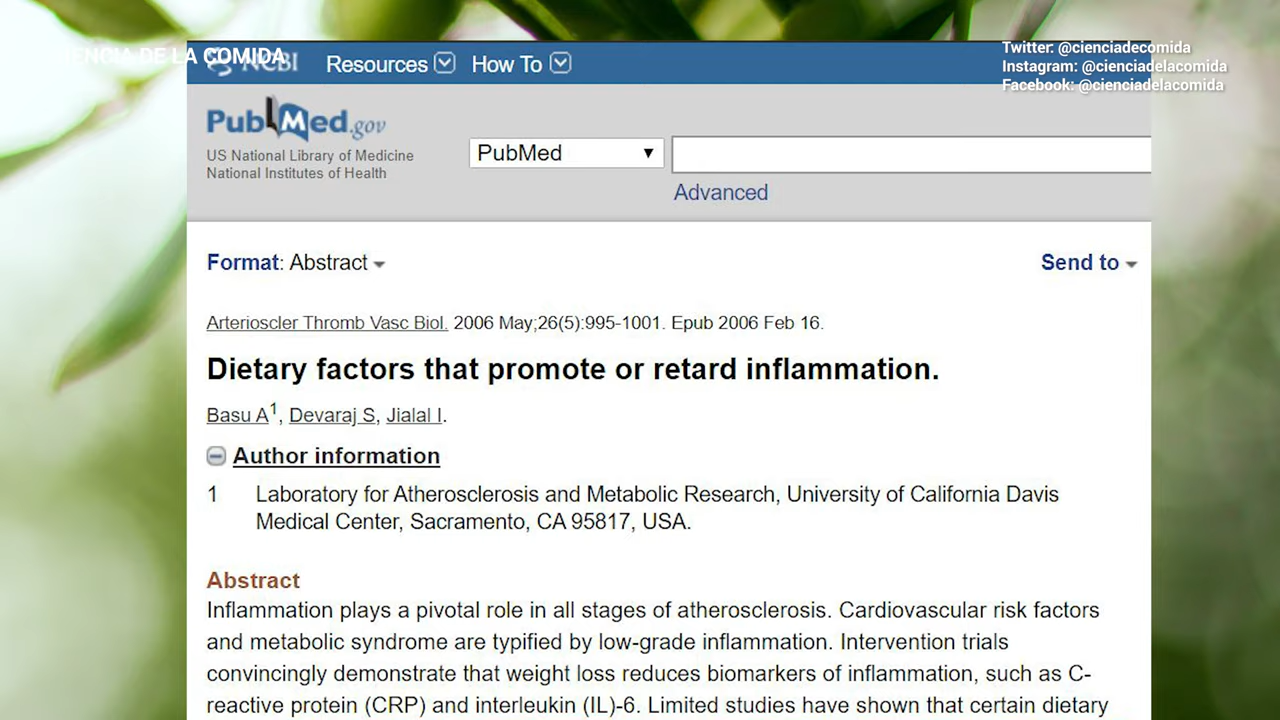 CIENCIA DE LA COMIDA
NCBI Resources How To
Twitter: @cienciadecomida
Instagram: @cienciadelacomida
Facebook: @cienciadelacomida
PubMed.gov
US National Library of Medicine
National Institutes of Health
PubMed
Advanced
Format: Abstract
Send to
Arterioscler Thromb Vasc Biol. 2006 May;26(5):995-1001. Epub 2006 Feb 16.
Dietary factors that promote or retard inflammation.
Basu A1, Devaraj S, Jialal I.
Author information
1 Laboratory for Atherosclerosis and Metabolic Research, University of California Davis
Medical Center, Sacramento, CA 95817, USA.
Abstract
Inflammation plays a pivotal role in all stages of atherosclerosis. Cardiovascular risk factors
and metabolic syndrome are typified by low-grade inflammation. Intervention trials
convincingly demonstrate that weight loss reduces biomarkers of inflammation, such as C-
reactive protein (CRP) and interleukin (IL)-6. Limited studies have shown that certain dietary